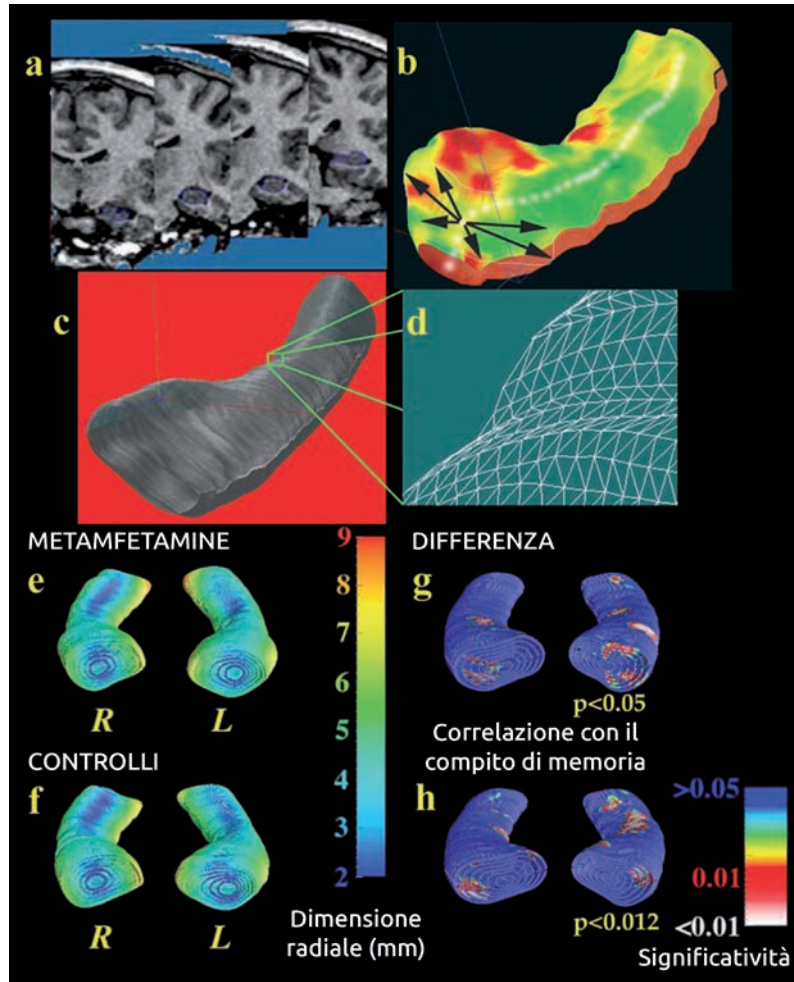 a
b
c
d
METAMFETAMINE
e
R
L
CONTROLLI
f
R
L
9
8
7
6
5
4
3
2
Dimensione
radiale (mm)
DIFFERENZA
g
p<0.05
Correlazione con il
compito di memoria
h
p<0.012
>0.05
0.01
<0.01
Significatività